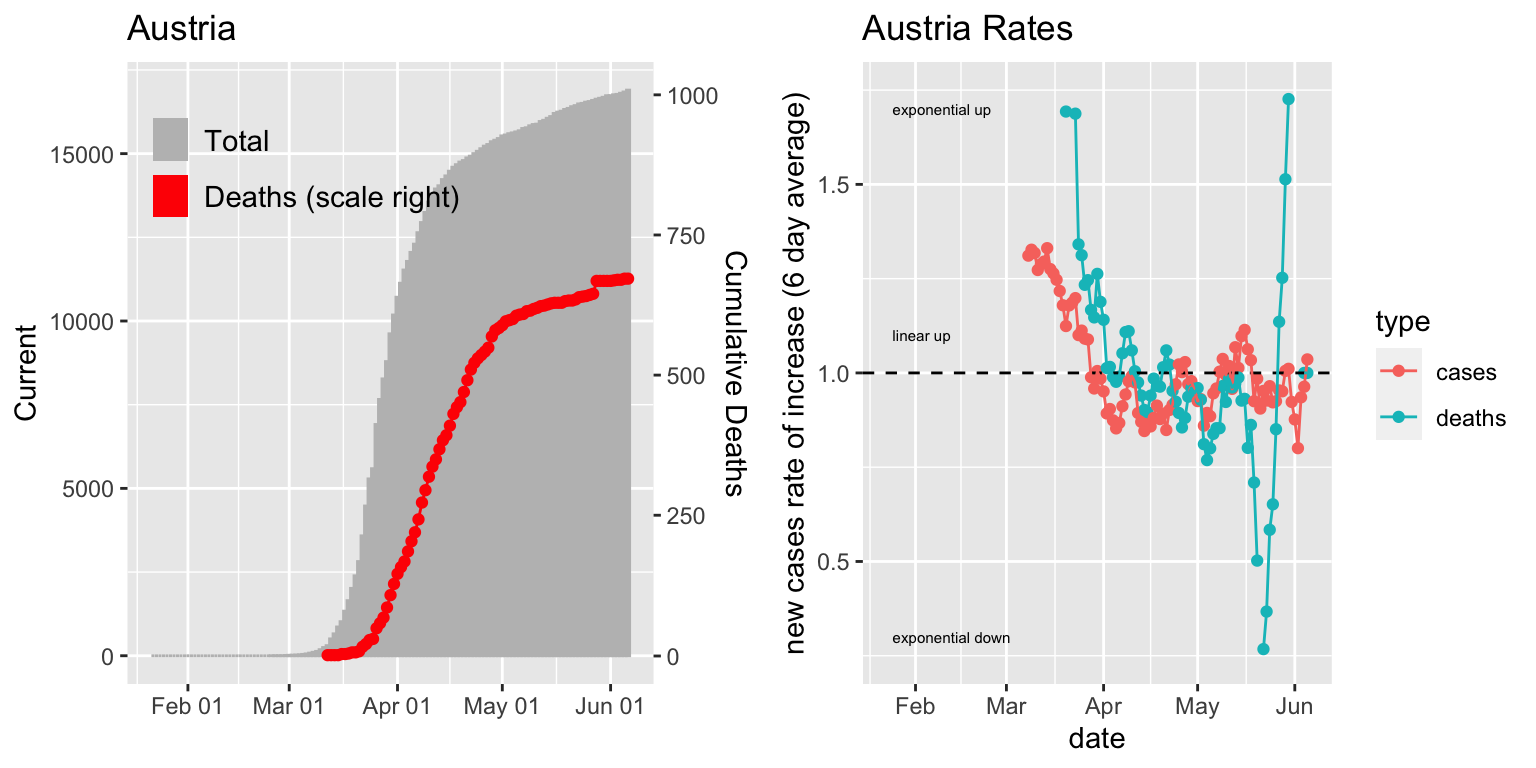 Austria
Total
Deaths (scale right)
Current
15000
10000
5000
0
1000
750
500
250
0
Cumulative Deaths
Feb 01
Mar 01
Apr 01
May 01
Jun 01
Austria Rates
new cases rate of increase (6 day average)
1.5
1.0
0.5
exponential up
linear up
exponential down
Feb
Mar
Apr
May
Jun
date
type
cases
deaths